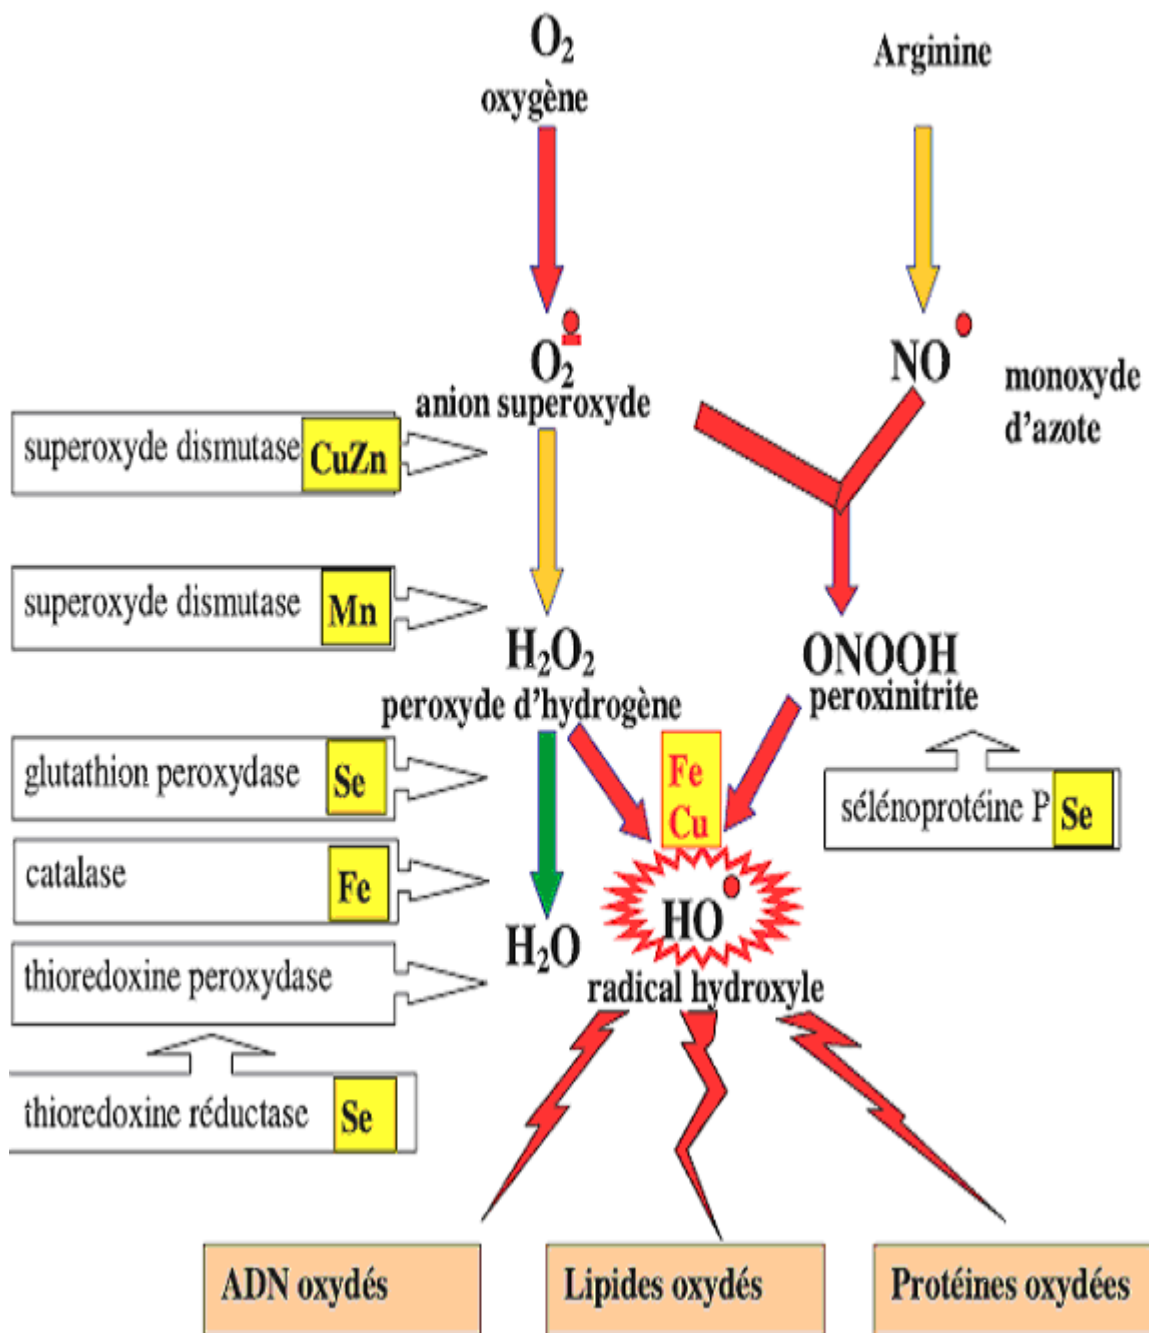 O₂
oxygène
Arginine
O₂
anion superoxyde
NO
monoxyde
d'azote
superoxyde dismutase CuZn
superoxyde dismutase Mn
H₂O₂
peroxyde d'hydrogène
ONOOH
peroxinitrite
glutathion peroxydase Se
Fe
Cu
sélénoprotéine P Se
catalase Fe
HO
H₂O
thioredoxine peroxydase
radical hydroxyle
thioredoxine réductase Se
ADN oxydés
Lipides oxydés
Protéines oxydées